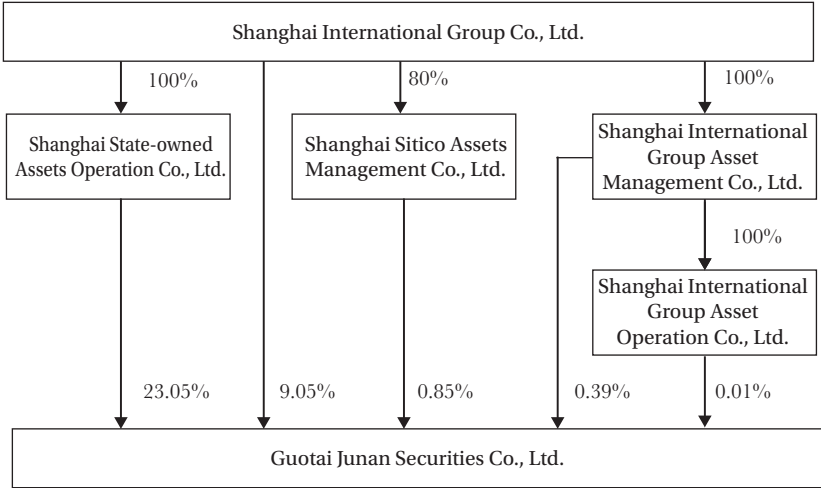 Shanghai International Group Co., Ltd.
100%
80%
100%
Shanghai State-owned
Assets Operation Co., Ltd.
Shanghai Sitico Assets
Management Co., Ltd.
Shanghai International
Group Asset
Management Co., Ltd.
100%
Shanghai International
Group Asset
Operation Co., Ltd.
23.05%
9.05%
0.85%
0.39%
0.01%
Guotai Junan Securities Co., Ltd.